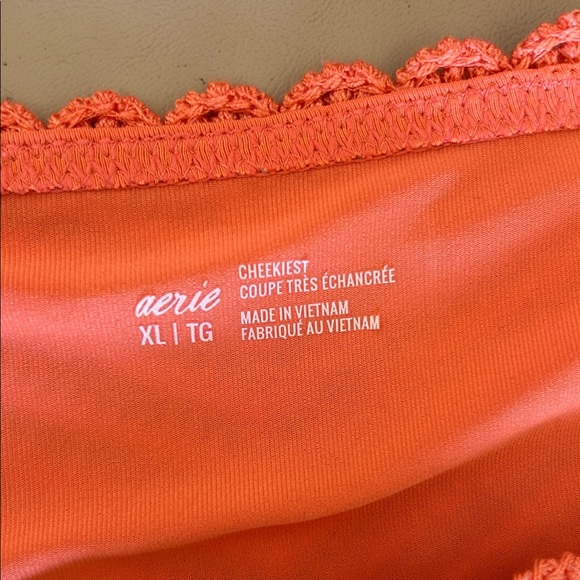 aerie
XL | TG
CHEEKIEST
COUPE TRÈS ÉCHANCRÉE
MADE IN VIETNAM
FABRIQUÉ AU VIETNAM